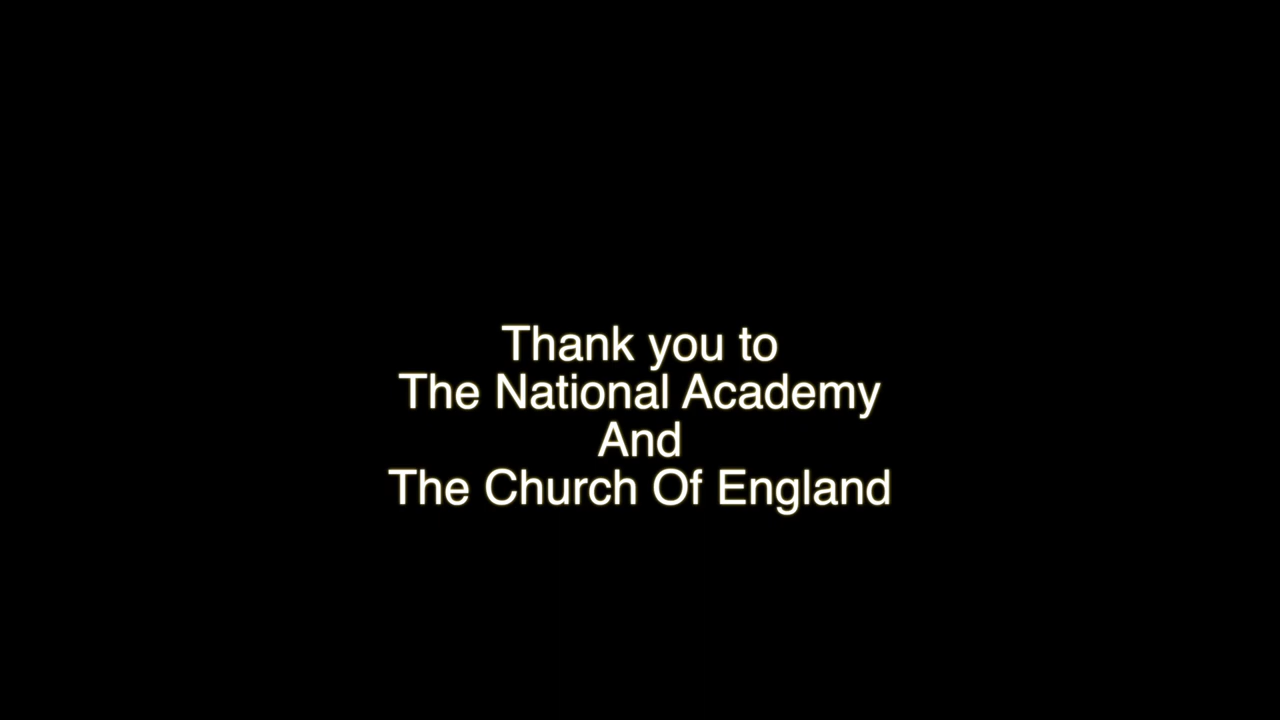 Thank you to
The National Academy
And
The Church Of England